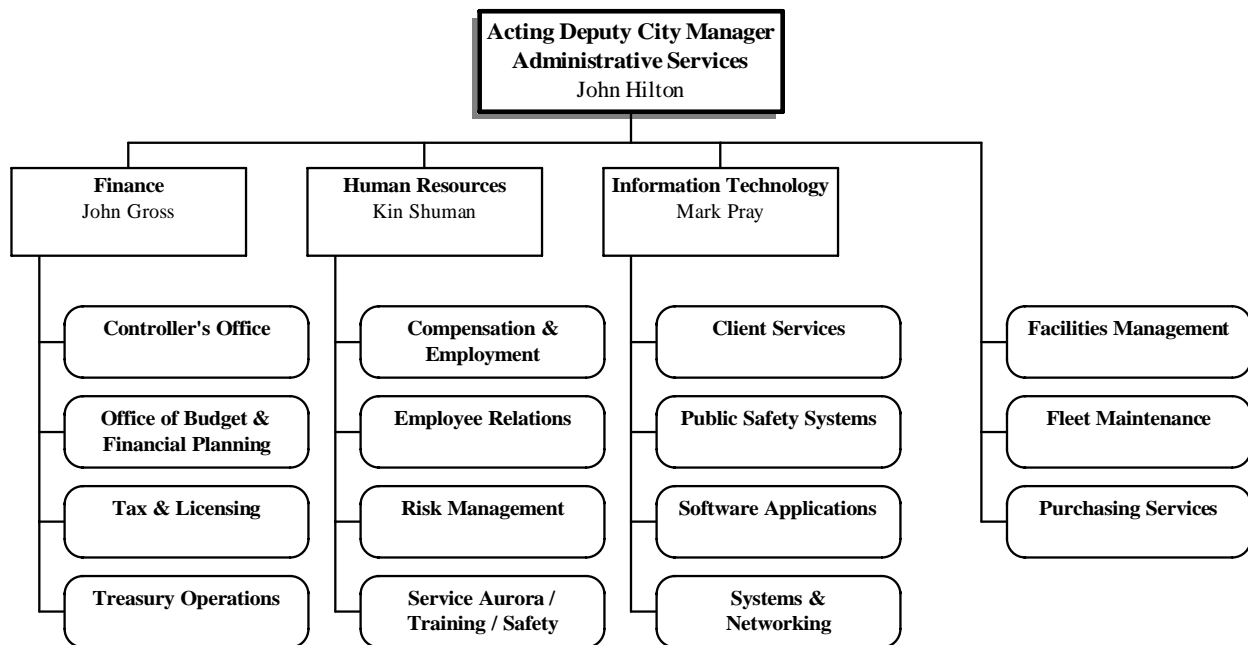 Acting Deputy City Manager
Administrative Services
John Hilton
Finance
John Gross
Human Resources
Kin Shuman
Information Technology
Mark Pray
Controller's Office
Office of Budget &
Financial Planning
Tax & Licensing
Treasury Operations
Compensation &
Employment
Employee Relations
Risk Management
Service Aurora /
Training / Safety
Client Services
Public Safety Systems
Software Applications
Systems &
Networking
Facilities Management
Fleet Maintenance
Purchasing Services